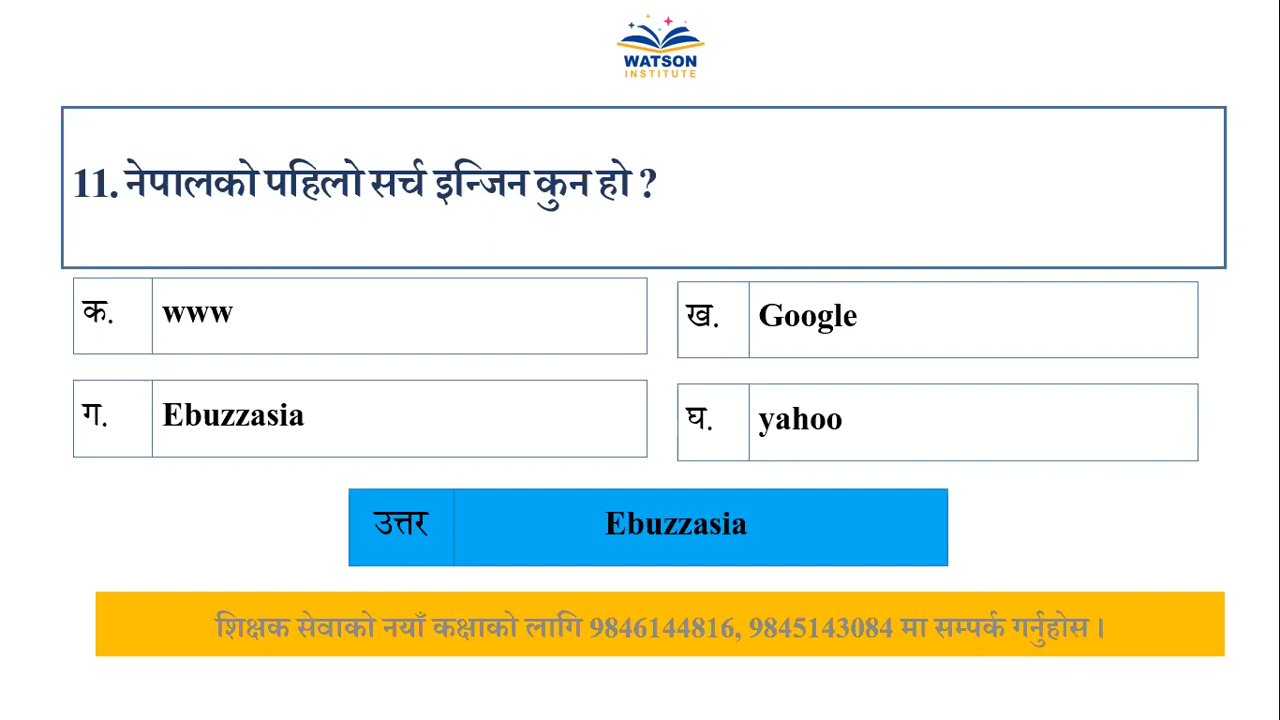 WATSON
INSTITUTE
11. नेपालको पहिलो सर्च इन्जिन कुन हो ?
क. www
ख. Google
ग. Ebuzzasia
घ. yahoo
उत्तर Ebuzzasia
शिक्षक सेवाको नयाँ कक्षाको लागि 9846144816, 9845143084 मा सम्पर्क गर्नुहोस ।